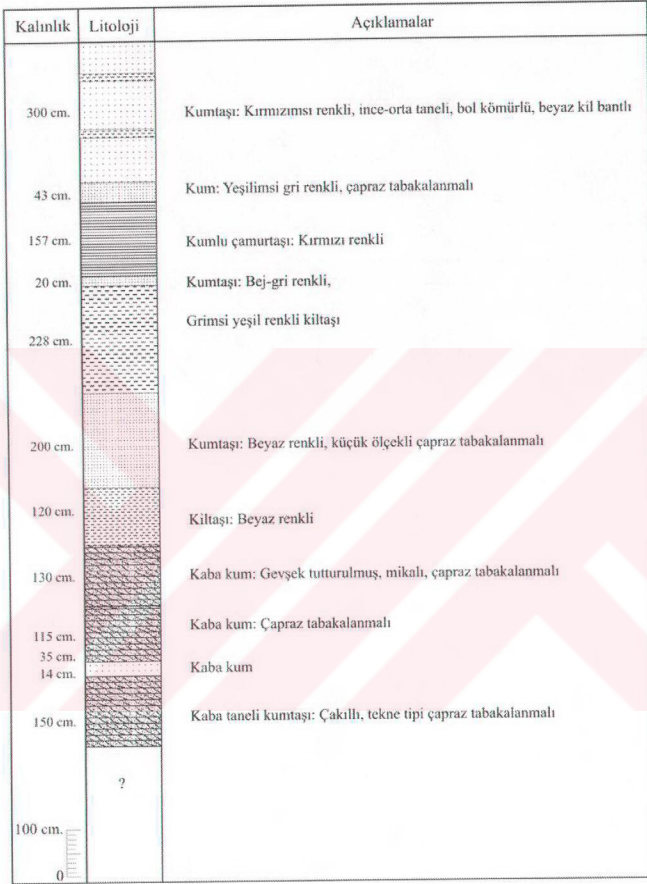 Kalınlık Litoloji Açıklamalar
300 cm. Kumtaşı: Kırmızımsı renkli, ince-orta taneli, bol kömürlü, beyaz kil bantlı
43 cm. Kum: Yeşilimsi gri renkli, çapraz tabakalanmalı
157 cm. Kumlu çamurtaşı: Kırmızı renkli
20 cm. Kumtaşı: Bej-gri renkli,
Grimsi yeşil renkli kiltaşı
228 cm.
200 cm. Kumtaşı: Beyaz renkli, küçük ölçekli çapraz tabakalanmalı
120 cm. Kiltaşı: Beyaz renkli
130 cm. Kaba kum: Gevşek tutturulmuş, mikalı, çapraz tabakalanmalı
115 cm. Kaba kum: Çapraz tabakalanmalı
35 cm.
14 cm. Kaba kum
150 cm. Kaba taneli kumtaşı: Çakıllı, tekne tipi çapraz tabakalanmalı
?
100 cm.
0